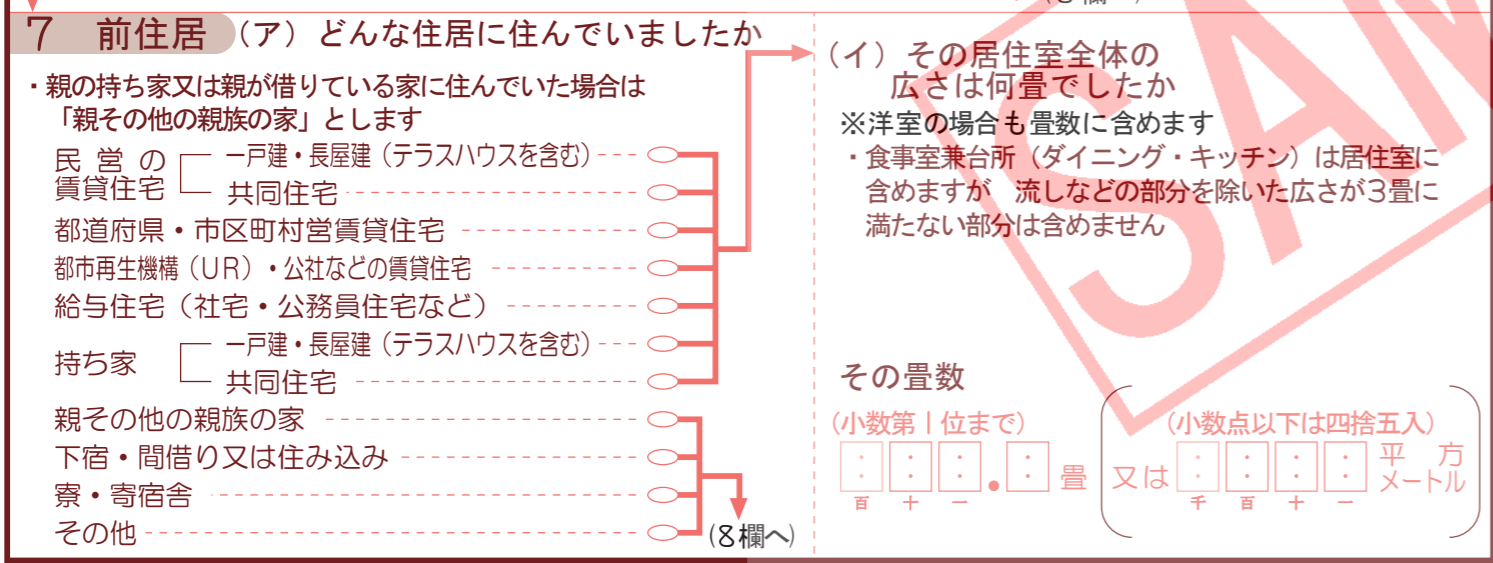 (8欄へ)
7 前住居 (ア) どんな住居に住んでいましたか
・親の持ち家又は親が借りている家に住んでいた場合は
「親その他の親族の家」とします
民営の賃貸住宅
一戸建・長屋建(テラスハウスを含む)
共同住宅
都道府県・市区町村営賃貸住宅
都市再生機構(UR)・公社などの賃貸住宅
給与住宅(社宅・公務員住宅など)
持ち家
一戸建・長屋建(テラスハウスを含む)
共同住宅
親その他の親族の家
下宿・間借り又は住み込み
寮・寄宿舎
その他
(8欄へ)
(イ) その居住室全体の
広さは何畳でしたか
※洋室の場合も畳数に含めます
・食事室兼台所(ダイニング・キッチン)は居住室に
含めますが 流しなどの部分を除いた広さが3畳に
満たない部分は含めません
その畳数
(小数第1位まで)
百 十 一 . 畳
又は
(小数点以下は四捨五入)
千 百 十 一
平方メートル